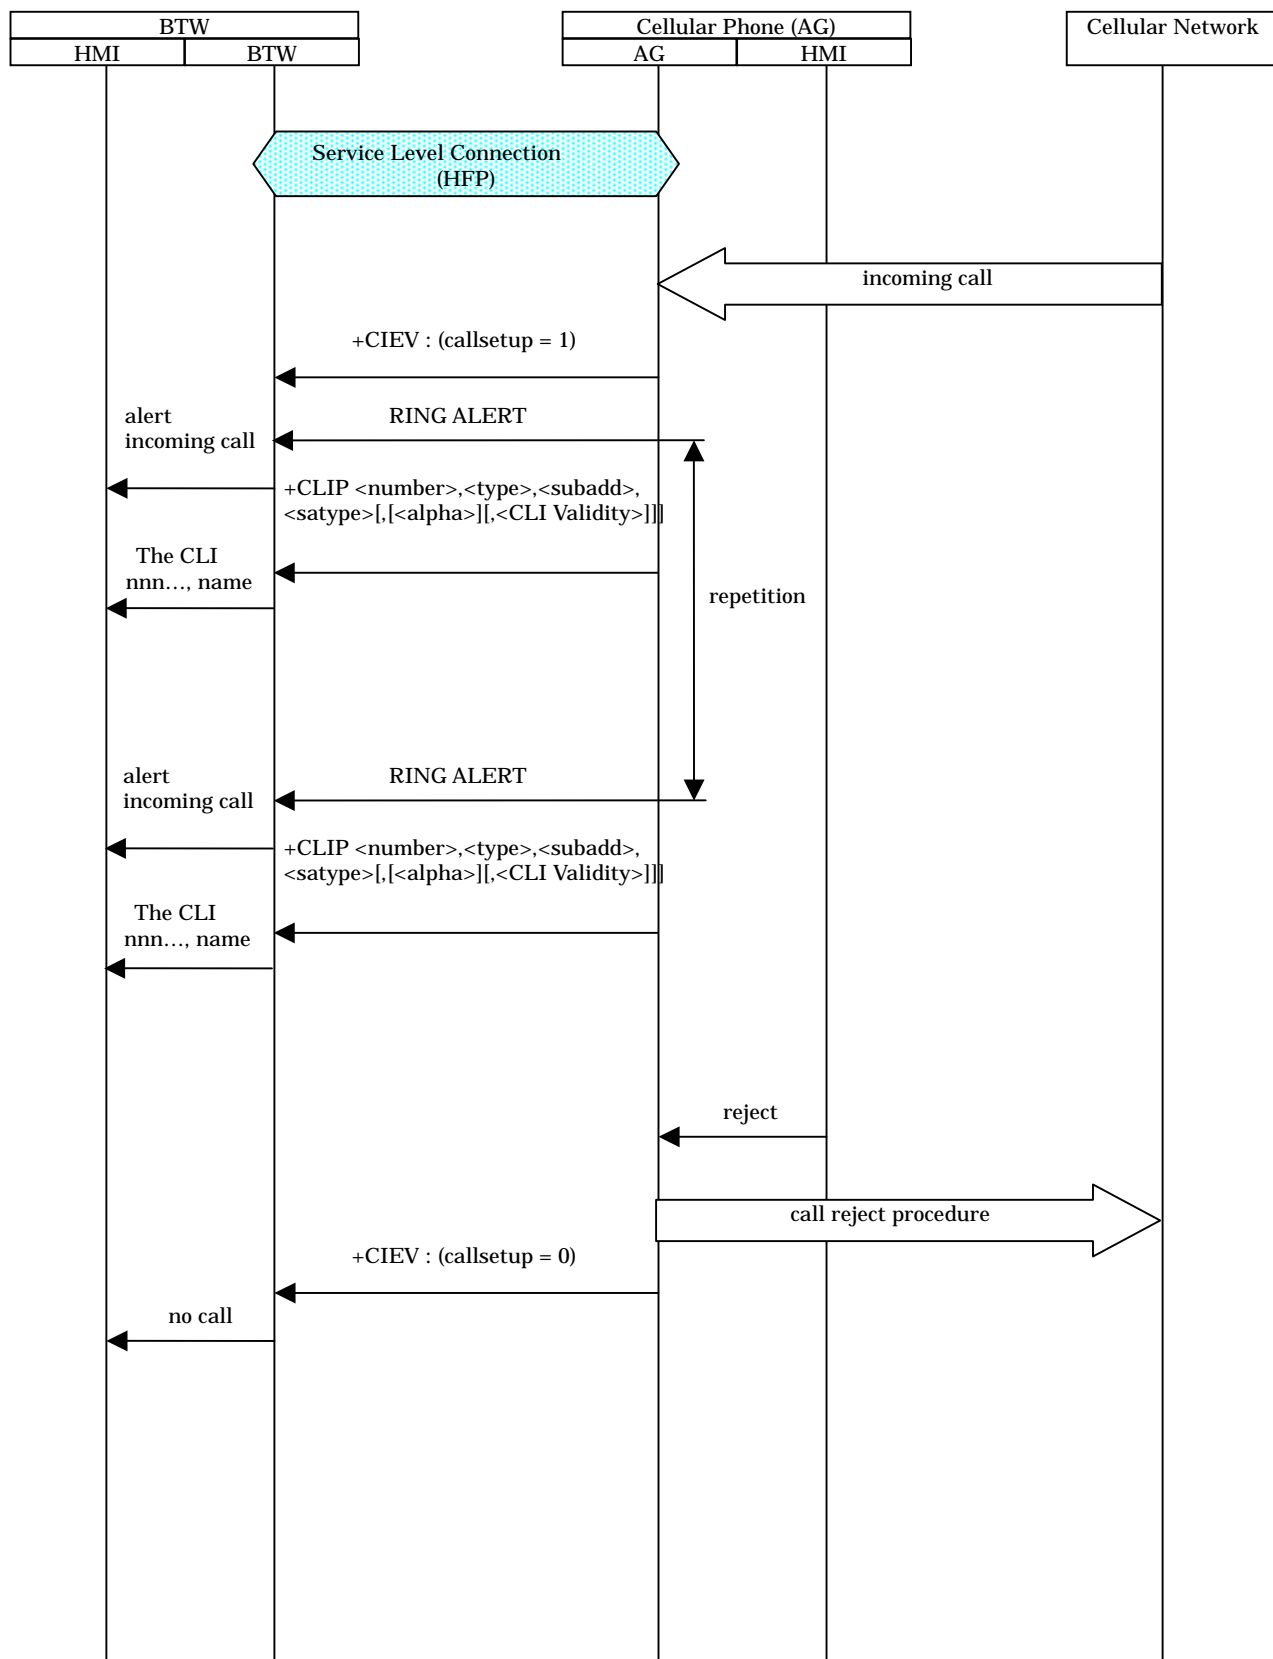 BTW
Cellular Phone (AG)
Cellular Network
HMI
BTW
AG
HMI
Service Level Connection
(HFP)
incoming call
+CIEV : (callsetup = 1)
alert
incoming call
RING ALERT
+CLIP <number>,<type>,<subadd>,
<satype>[,[<alpha>][,<CLI Validity>]]]
The CLI
nnn…, name
repetition
alert
incoming call
RING ALERT
+CLIP <number>,<type>,<subadd>,
<satype>[,[<alpha>][,<CLI Validity>]]]
The CLI
nnn…, name
reject
call reject procedure
+CIEV : (callsetup = 0)
no call